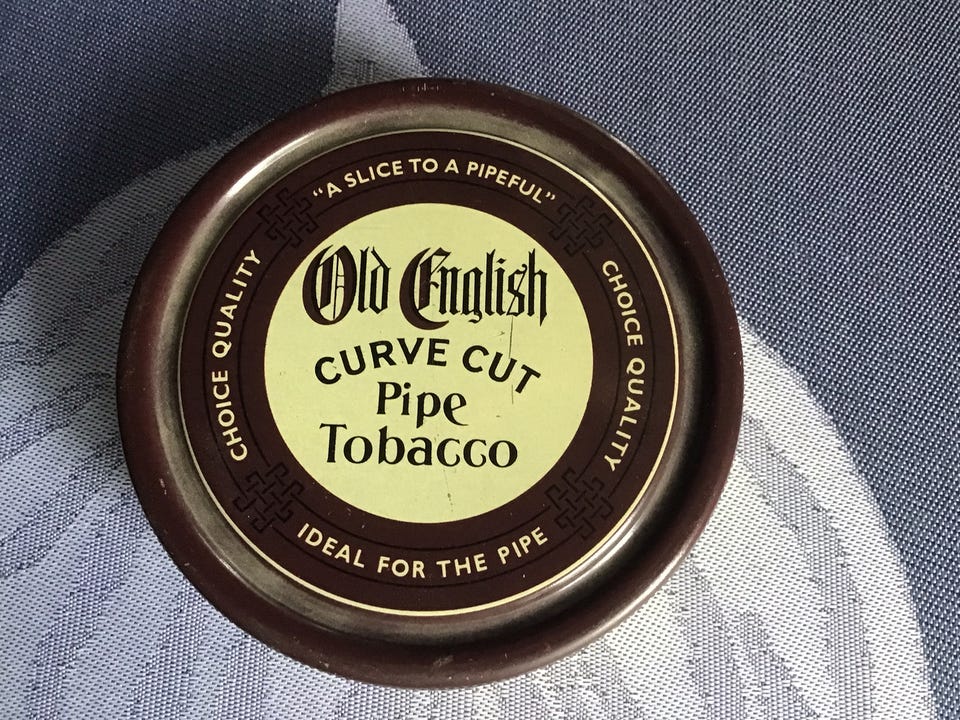 "A SLICE TO A PIPEFUL"
CHOICE QUALITY
CHOICE QUALITY
Old English
CURVE CUT
Pipe
Tobacco
IDEAL FOR THE PIPE